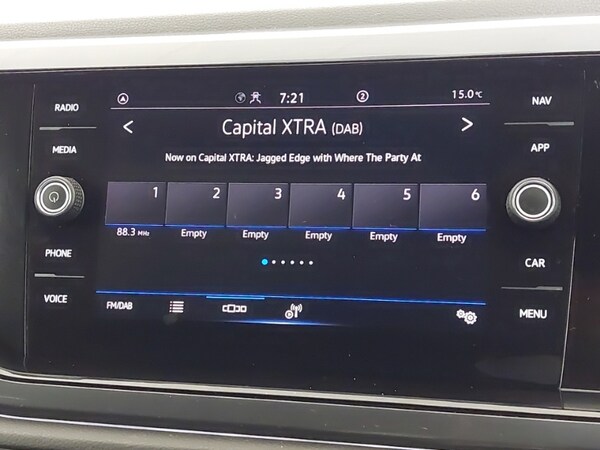 RADIO
MEDIA
PHONE
VOICE
7:21
2
15.0 °C
< Capital XTRA (DAB) >
Now on Capital XTRA: Jagged Edge with Where The Party At
1 2 3 4 5 6
88.3 MHz Empty Empty Empty Empty Empty
FM/DAB
NAV
APP
CAR
MENU